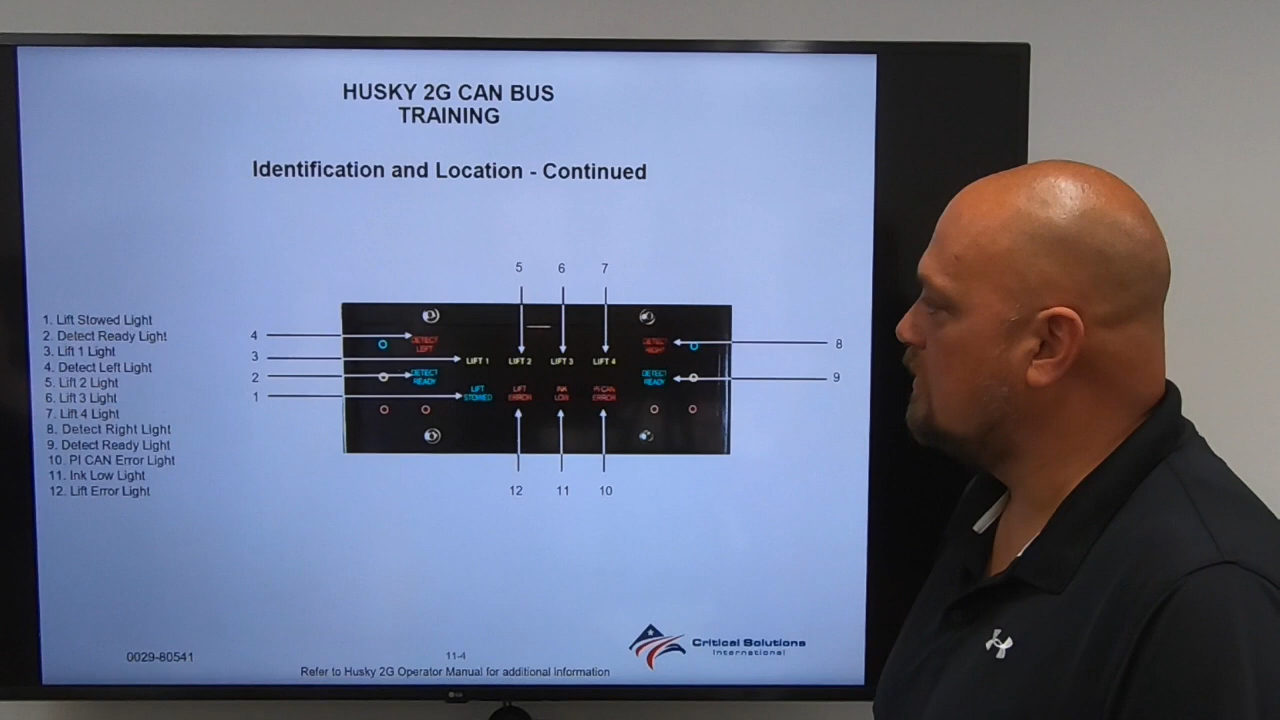 HUSKY 2G CAN BUS
TRAINING
Identification and Location - Continued
1. Lift Stowed Light
2. Detect Ready Light
3. Lift 1 Light
4. Detect Left Light
5. Lift 2 Light
6. Lift 3 Light
7. Lift 4 Light
8. Detect Right Light
9. Detect Ready Light
10. PI CAN Error Light
11. Ink Low Light
12. Lift Error Light
5 6 7
4
3
2
1
8
9
DETECT
LEFT
DETECT
RIGHT
LIFT 1 LIFT 2 LIFT 3 LIFT 4
DETECT
READY
DETECT
READY
LIFT
STOWED
LIFT
ERROR
INK
LOW
PI CAN
ERROR
12 11 10
Critical Solutions
International
0029-80541
11-4
Refer to Husky 2G Operator Manual for additional information
LG